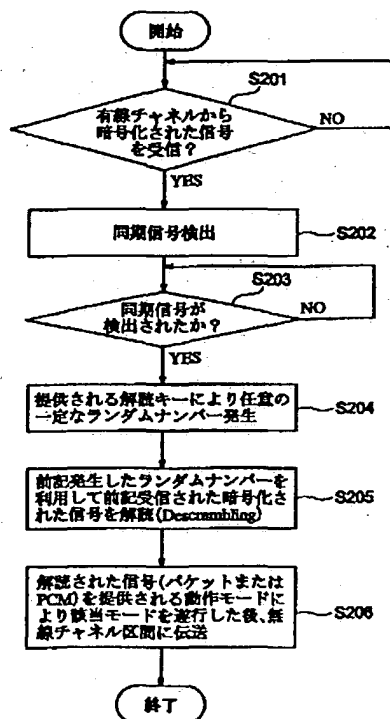 開始
S201
有線チャネルから
暗号化された信号
を受信?
NO
YES
同期信号検出
S202
S203
同期信号が
検出されたか?
NO
YES
提供される解読キーにより任意の
一定なランダムナンバー発生
S204
前記発生したランダムナンバーを
利用して前記受信された暗号化さ
れた信号を解読(Descrambling)
S205
解読された信号(パケットまたは
PCM)を提供される動作モードに
より該当モードを遂行した後、無
線チャネル区間に伝送
S206
終了